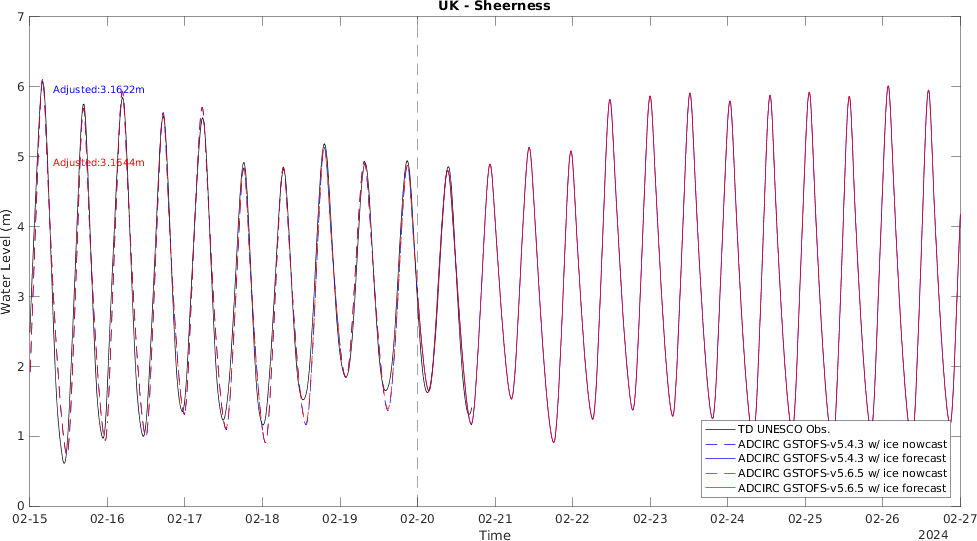 UK - Sheerness
7
6
5
4
3
2
1
0
Water Level (m)
Adjusted:3.1622m
Adjusted:3.1644m
TD UNESCO Obs.
ADCIRC GSTOFS-v5.4.3 w/ ice nowcast
ADCIRC GSTOFS-v5.4.3 w/ ice forecast
ADCIRC GSTOFS-v5.6.5 w/ ice nowcast
ADCIRC GSTOFS-v5.6.5 w/ ice forecast
02-15 02-16 02-17 02-18 02-19 02-20 02-21 02-22 02-23 02-24 02-25 02-26 02-27
Time
2024